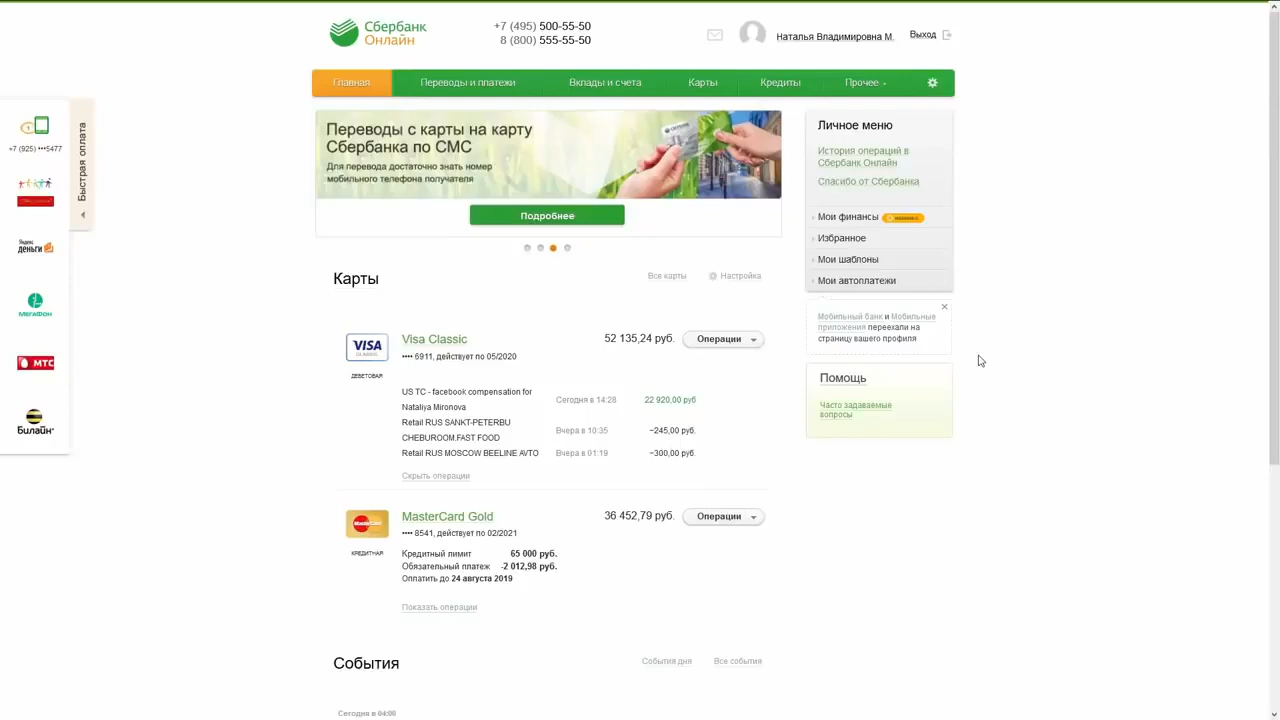 Сбербанк
Онлайн
+7 (495) 500-55-50
8 (800) 555-55-50
Наталья Владимировна М.
Выход
Главная
Переводы и платежи
Вклады и счета
Карты
Кредиты
Прочее
+7 (925) •••5477
Яндекс
деньги
МЕГАФОН
МТС
Билайн
Быстрая оплата
Переводы с карты на карту
Сбербанка по СМС
Для перевода достаточно знать номер
мобильного телефона получателя
Подробнее
Карты
Все карты
Настройка
VISA
CLASSIC
ДЕБЕТОВАЯ
Visa Classic
•••• 6911, действует по 05/2020
52 135,24 руб.
Операции
US TC - facebook compensation for
Nataliya Mironova
Сегодня в 14:28
22 920,00 руб
Retail RUS SANKT-PETERBU
CHEBUROOM.FAST FOOD
Вчера в 10:35
−245,00 руб.
Retail RUS MOSCOW BEELINE AVTO
Вчера в 01:19
−300,00 руб.
Скрыть операции
MasterCard
КРЕДИТНАЯ
MasterCard Gold
•••• 8541, действует по 02/2021
36 452,79 руб.
Операции
Кредитный лимит 65 000 руб.
Обязательный платеж -2 012,98 руб.
Оплатить до 24 августа 2019
Показать операции
События
События дня
Все события
Сегодня в 04:00
Личное меню
История операций в
Сбербанк Онлайн
Спасибо от Сбербанка
Мои финансы
Избранное
Мои шаблоны
Мои автоплатежи
Мобильный банк и Мобильные
приложения переехали на
страницу вашего профиля
Помощь
Часто задаваемые
вопросы